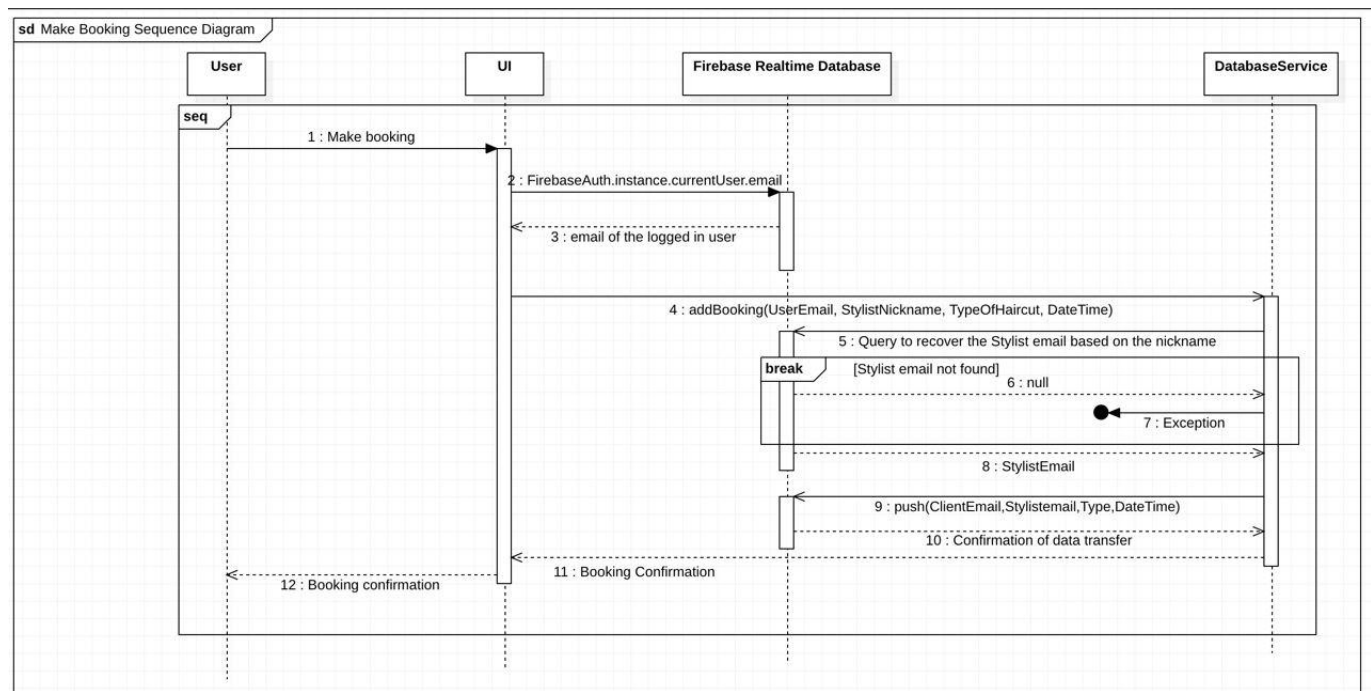 sd Make Booking Sequence Diagram
User
UI
Firebase Realtime Database
DatabaseService
seq
1 : Make booking
2 : FirebaseAuth.instance.currentUser.email
3 : email of the logged in user
4 : addBooking(UserEmail, StylistNickname, TypeOfHaircut, DateTime)
5 : Query to recover the Stylist email based on the nickname
break
[Stylist email not found]
6 : null
7 : Exception
8 : StylistEmail
9 : push(ClientEmail,Stylistemail,Type,DateTime)
10 : Confirmation of data transfer
11 : Booking Confirmation
12 : Booking confirmation